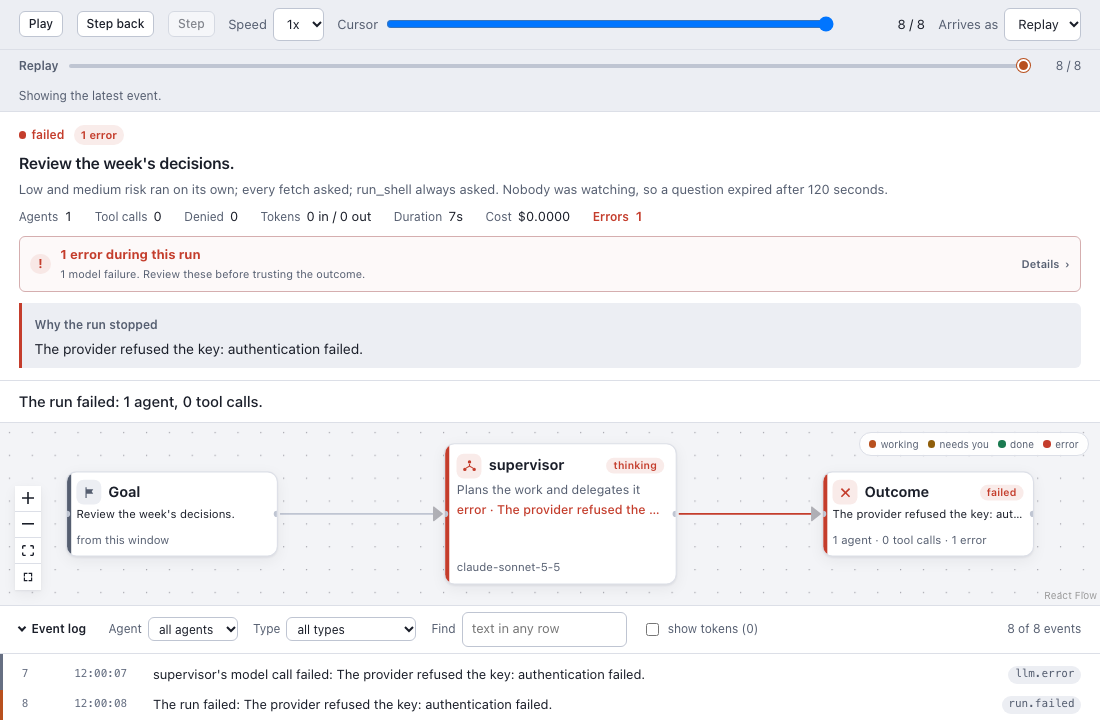 Play Step back Step Speed 1x Cursor 8 / 8 Arrives as Replay
Replay 8 / 8
Showing the latest event.
failed 1 error
Review the week's decisions.
Low and medium risk ran on its own; every fetch asked; run_shell always asked. Nobody was watching, so a question expired after 120 seconds.
Agents 1 Tool calls 0 Denied 0 Tokens 0 in / 0 out Duration 7s Cost $0.0000 Errors 1
! 1 error during this run
1 model failure. Review these before trusting the outcome.
Details ›
Why the run stopped
The provider refused the key: authentication failed.
The run failed: 1 agent, 0 tool calls.
working needs you done error
Goal
Review the week's decisions.
from this window
supervisor thinking
Plans the work and delegates it
error · The provider refused the ...
claude-sonnet-5-5
Outcome failed
The provider refused the key: aut...
1 agent · 0 tool calls · 1 error
React Flow
Event log Agent all agents Type all types Find text in any row show tokens (0) 8 of 8 events
7 12:00:07 supervisor's model call failed: The provider refused the key: authentication failed. llm.error
8 12:00:08 The run failed: The provider refused the key: authentication failed. run.failed